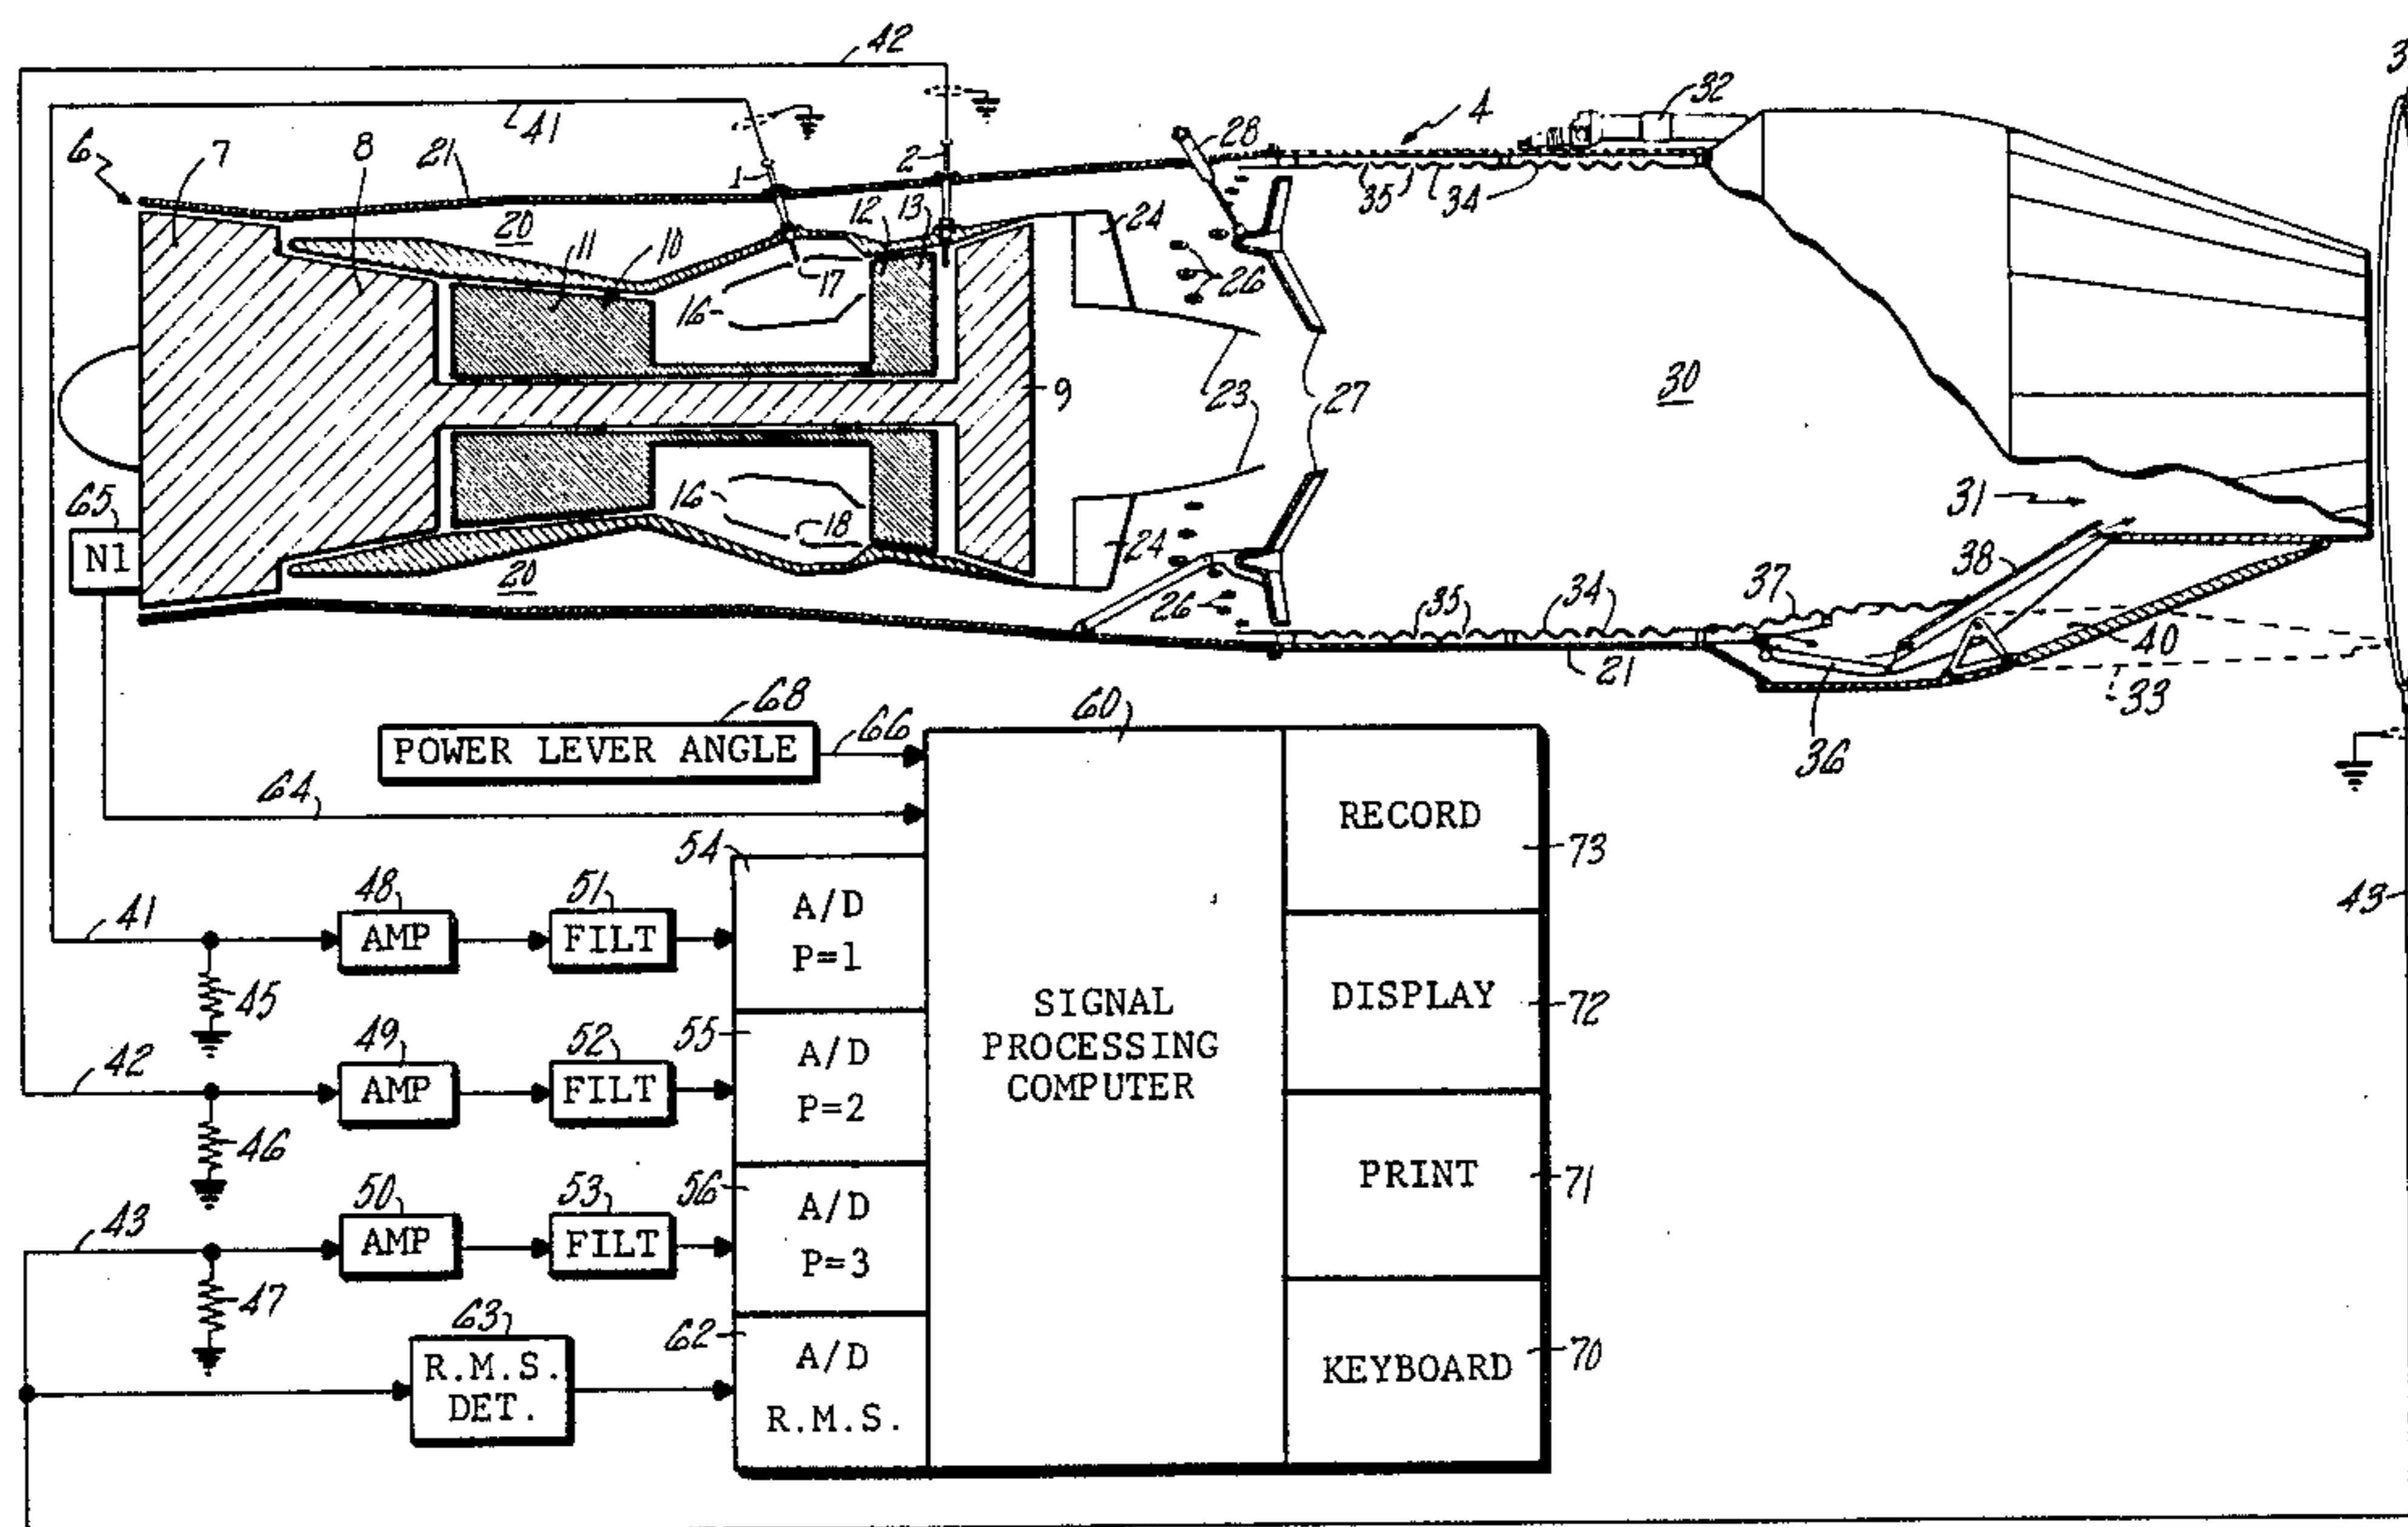 42
3
32
4
41
28
6
7
8
21
1
2
20
12
13
24
35
34
11
10
17
26
16
30
9
23
27
65
16
18
31
N1
24
20
26
38
37
35
34
40
21
33
36
68
60
POWER LEVER ANGLE
66
64
RECORD
73
54
48
51
A/D
P=1
41
AMP
FILT
43
45
SIGNAL
PROCESSING
COMPUTER
DISPLAY
72
49
52
55
A/D
P=2
42
AMP
FILT
46
50
53
56
A/D
P=3
PRINT
71
43
AMP
FILT
47
63
62
A/D
R.M.S.
R.M.S.
DET.
KEYBOARD
70